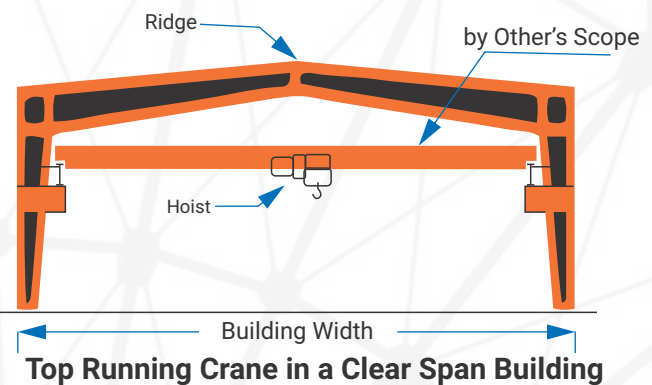 Ridge
by Other's Scope
Hoist
Building Width
Top Running Crane in a Clear Span Building